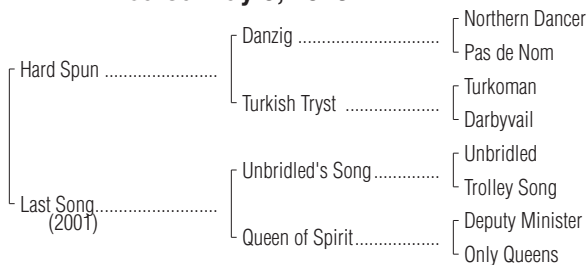 Northern Dancer
Danzig ................................
Pas de Nom
Hard Spun .........................
Turkoman
Turkish Tryst .....................
Darbyvail
Unbridled
Unbridled's Song...............
Trolley Song
Last Song...........................
(2001)
Deputy Minister
Queen of Spirit...................
Only Queens